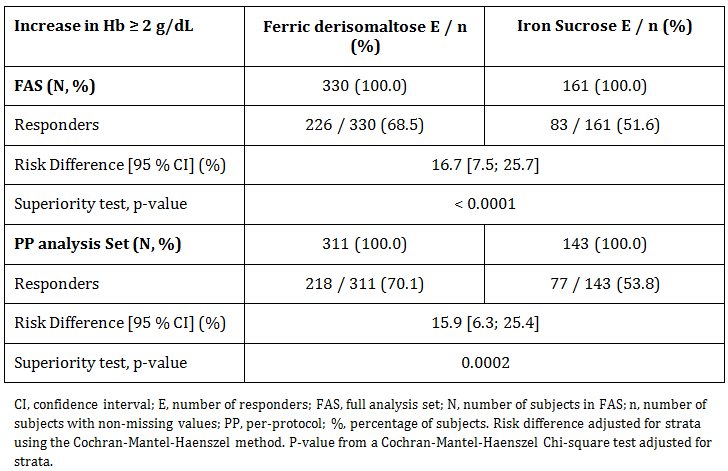 Increase in Hb ≥ 2 g/dL Ferric derisomaltose E / n (%) Iron Sucrose E / n (%)
FAS (N, %) 330 (100.0) 161 (100.0)
Responders 226 / 330 (68.5) 83 / 161 (51.6)
Risk Difference [95 % CI] (%) 16.7 [7.5; 25.7]
Superiority test, p-value < 0.0001
PP analysis Set (N, %) 311 (100.0) 143 (100.0)
Responders 218 / 311 (70.1) 77 / 143 (53.8)
Risk Difference [95 % CI] (%) 15.9 [6.3; 25.4]
Superiority test, p-value 0.0002
CI, confidence interval; E, number of responders; FAS, full analysis set; N, number of subjects in FAS; n, number of
subjects with non-missing values; PP, per-protocol; %, percentage of subjects. Risk difference adjusted for strata
using the Cochran-Mantel-Haenszel method. P-value from a Cochran-Mantel-Haenszel Chi-square test adjusted for
strata.